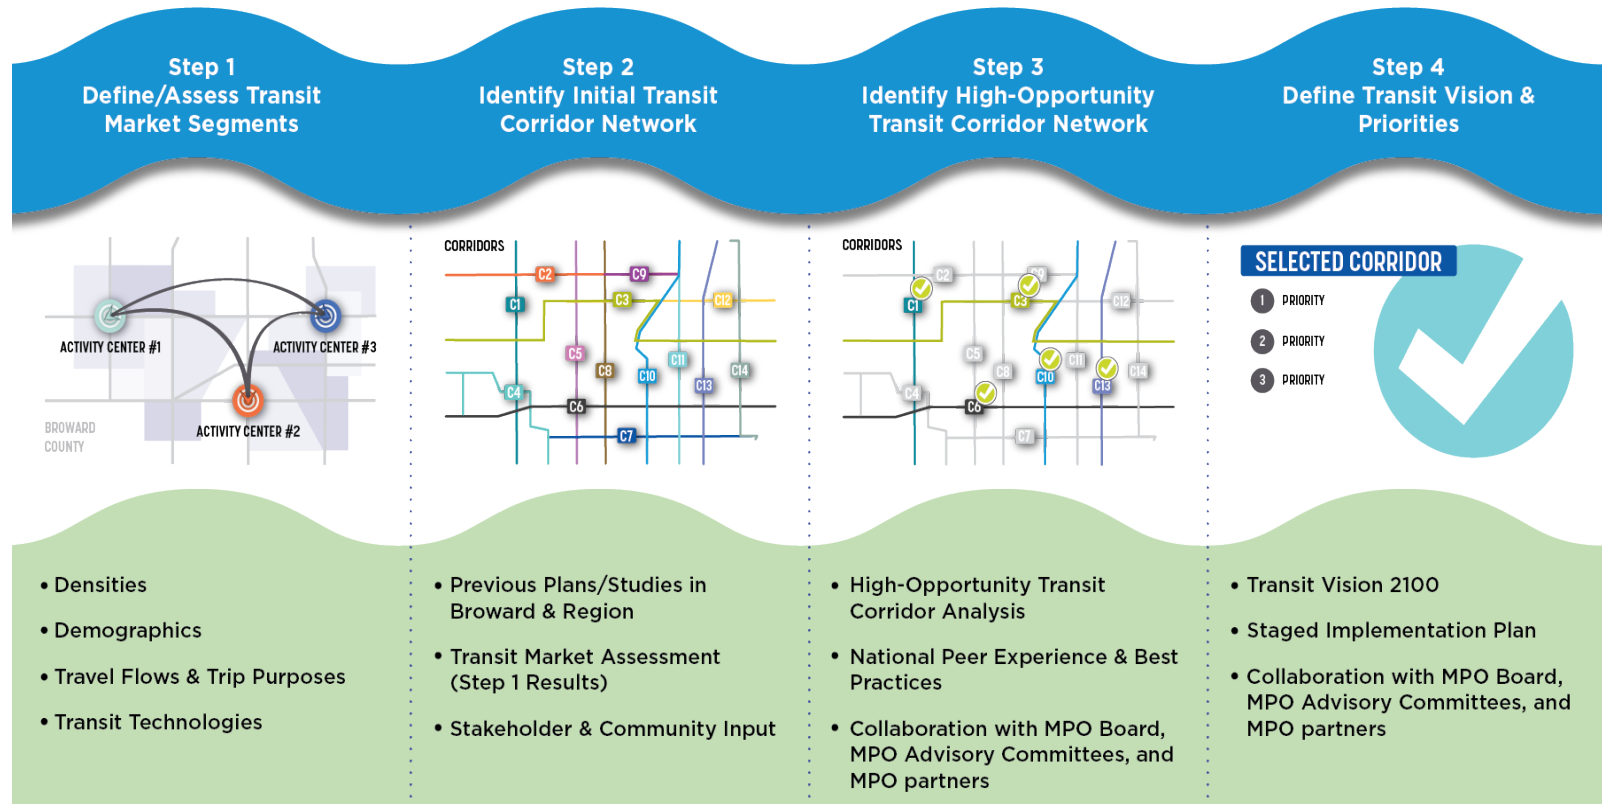 Step 1
Define/Assess Transit
Market Segments
Step 2
Identify Initial Transit
Corridor Network
Step 3
Identify High-Opportunity
Transit Corridor Network
Step 4
Define Transit Vision &
Priorities
ACTIVITY CENTER #1
ACTIVITY CENTER #3
ACTIVITY CENTER #2
BROWARD
COUNTY
CORRIDORS
C2
C9
C1
C3
C12
C5
C11
C8
C10
C14
C13
C4
C6
C7
CORRIDORS
C2
C9
C1
C3
C12
C5
C11
C8
C10
C14
C13
C4
C6
C7
SELECTED CORRIDOR
1 PRIORITY
2 PRIORITY
3 PRIORITY
• Densities
• Demographics
• Travel Flows & Trip Purposes
• Transit Technologies
• Previous Plans/Studies in
Broward & Region
• Transit Market Assessment
(Step 1 Results)
• Stakeholder & Community Input
• High-Opportunity Transit
Corridor Analysis
• National Peer Experience & Best
Practices
• Collaboration with MPO Board,
MPO Advisory Committees, and
MPO partners
• Transit Vision 2100
• Staged Implementation Plan
• Collaboration with MPO Board,
MPO Advisory Committees, and
MPO partners